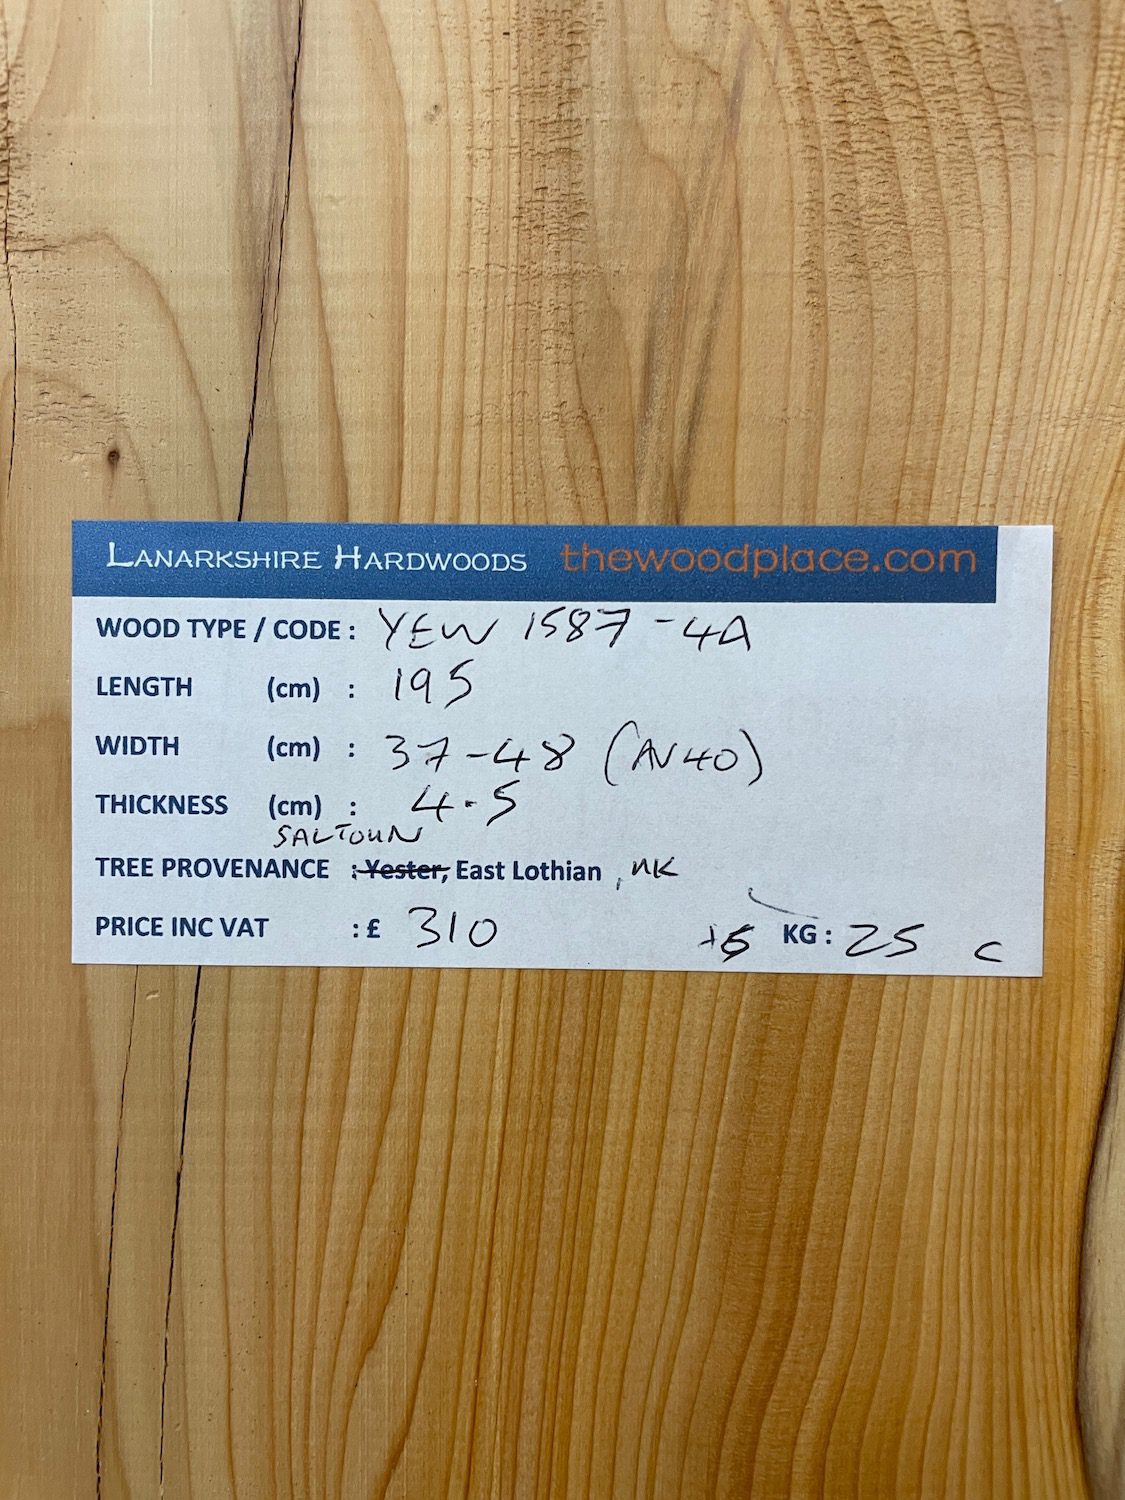 LANARKSHIRE HARDWOODS thewoodplace.com
WOOD TYPE / CODE : YEW 1587-4A
LENGTH (cm) : 195
WIDTH (cm) : 37-48 (AV40)
THICKNESS (cm) : 4.5
SALTOUN
TREE PROVENANCE : Yester, East Lothian, UK
PRICE INC VAT : £ 310 KG : 25 C